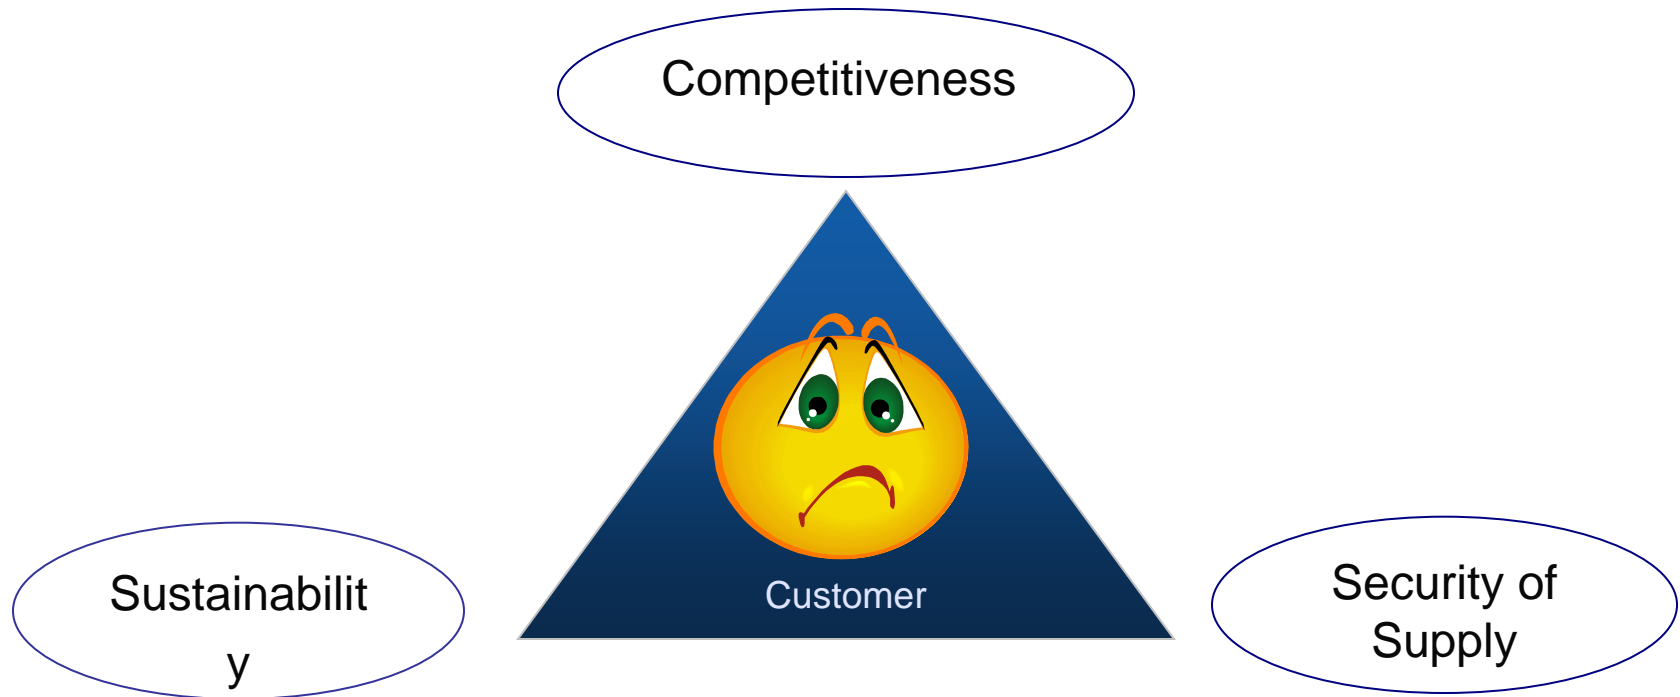 Competitiveness
Customer
Sustainabilit
y
Security of
Supply